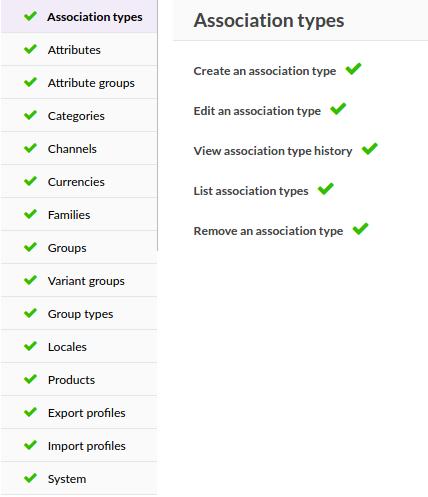 Association types
Attributes
Attribute groups
Categories
Channels
Currencies
Families
Groups
Variant groups
Group types
Locales
Products
Export profiles
Import profiles
System
Association types
Create an association type
Edit an association type
View association type history
List association types
Remove an association type